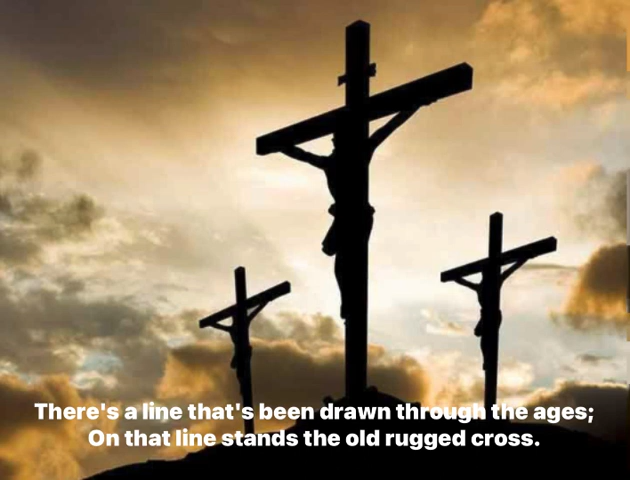 There's a line that's been drawn through the ages;
On that line stands the old rugged cross.